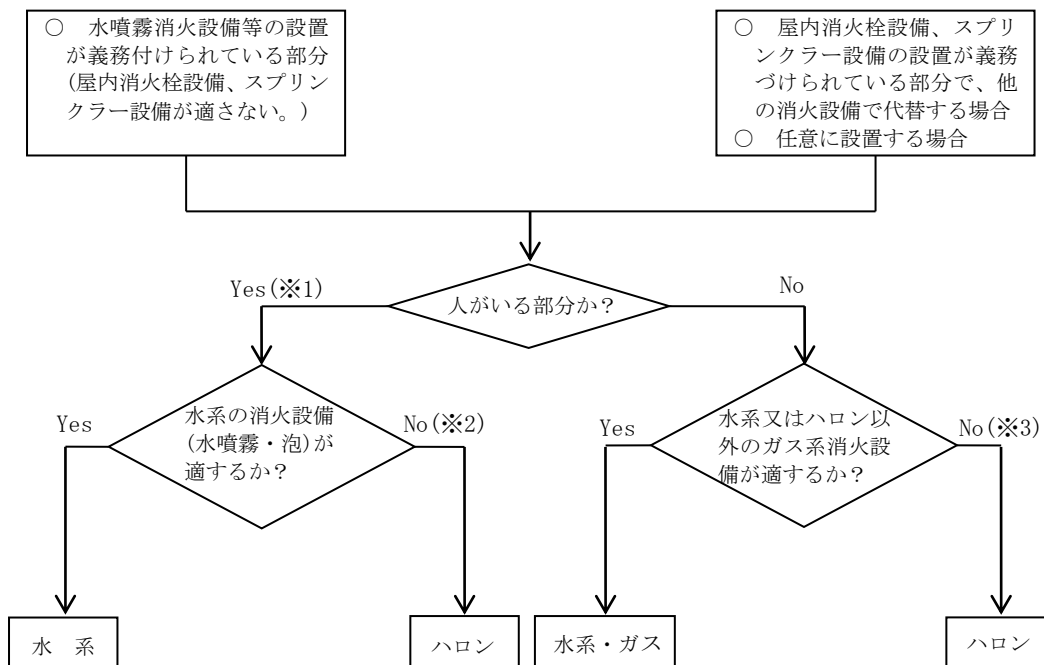 ○　水噴霧消火設備等の設置
が義務付けられている部分
(屋内消火栓設備、スプリン
クラー設備が適さない。)
○　屋内消火栓設備、スプリ
ンクラー設備の設置が義務
づけられている部分で、他
の消火設備で代替する場合
○　任意に設置する場合
人がいる部分か？
Yes(※1)
No
水系の消火設備
(水噴霧・泡)が
適するか？
Yes
No(※2)
水系又はハロン以
外のガス系消火設
備が適するか？
Yes
No(※3)
水　系
ハロン
水系・ガス
ハロン